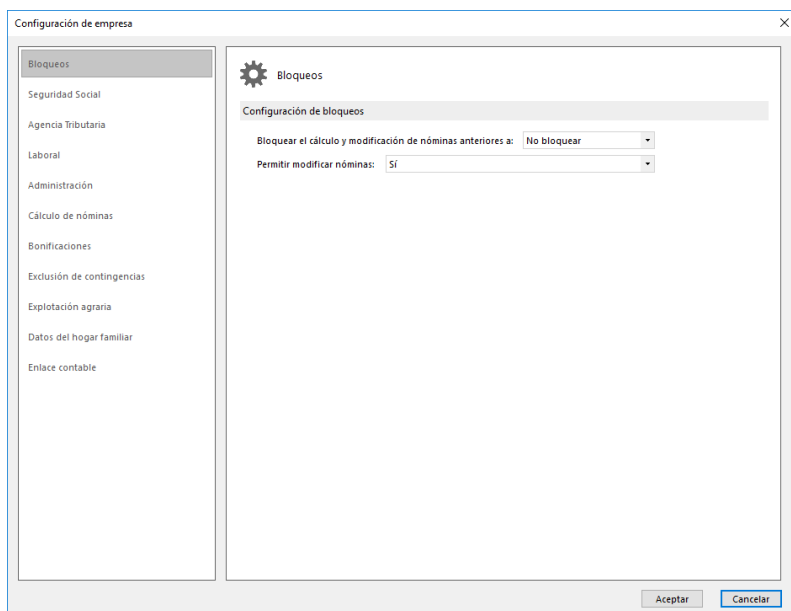 Configuración de empresa
Bloqueos
Seguridad Social
Agencia Tributaria
Laboral
Administración
Cálculo de nóminas
Bonificaciones
Exclusión de contingencias
Explotación agraria
Datos del hogar familiar
Enlace contable
Bloqueos
Configuración de bloqueos
Bloquear el cálculo y modificación de nóminas anteriores a: No bloquear
Permitir modificar nóminas: Sí
Aceptar Cancelar